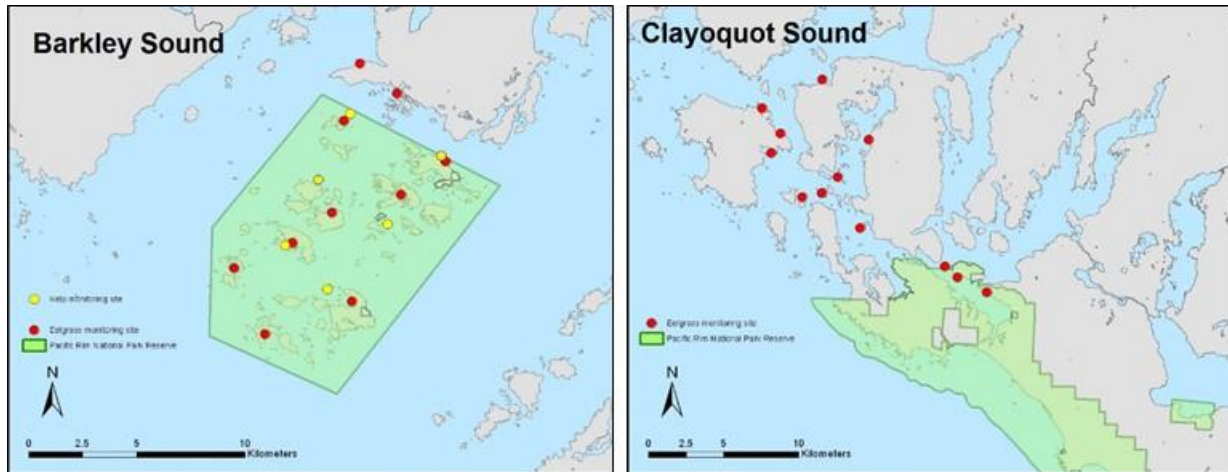 Barkley Sound
Kelp monitoring site
Eelgrass monitoring site
Pacific Rim National Park Reserve
N
0 2.5 5 10
Kilometers
Clayoquot Sound
Eelgrass monitoring site
Pacific Rim National Park Reserve
N
0 2.5 5 10
Kilometers